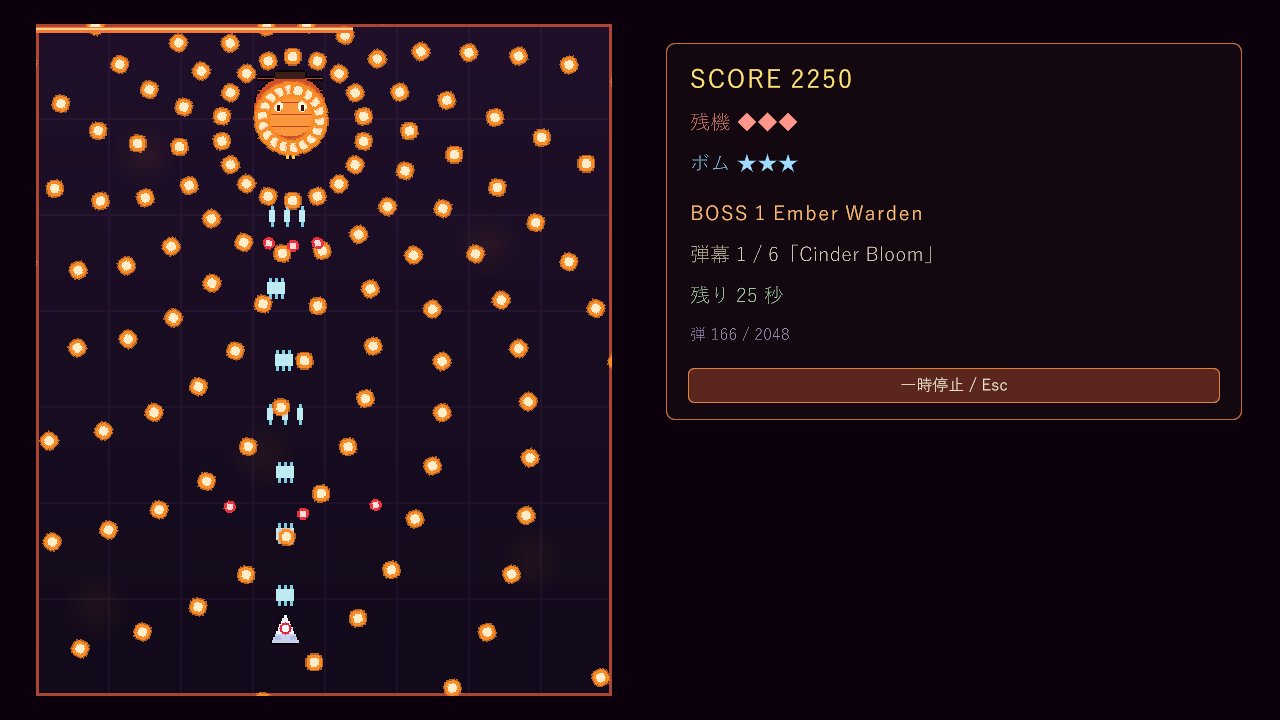 SCORE 2250
残機 ◆◆◆
ボム ★★★
BOSS 1 Ember Warden
弾幕 1 / 6「Cinder Bloom」
残り 25 秒
弾 166 / 2048
一時停止 / Esc